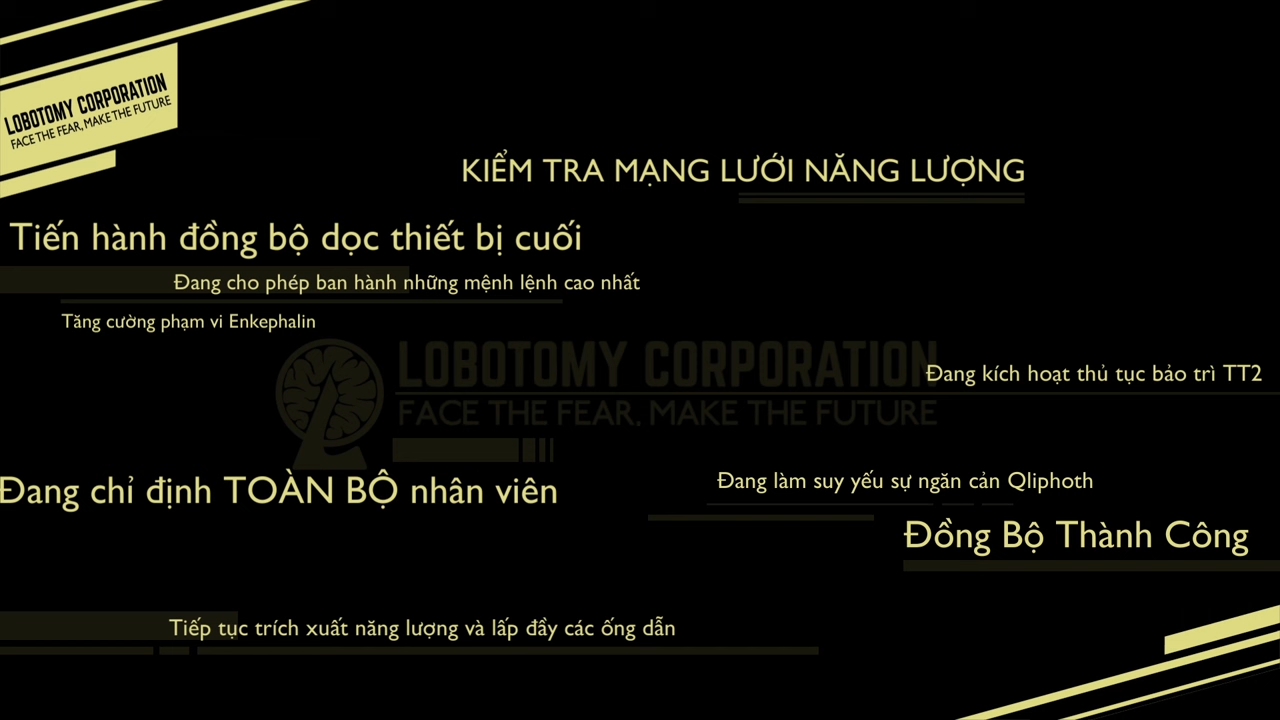 LOBOTOMY CORPORATION
FACE THE FEAR, MAKE THE FUTURE
KIỂM TRA MẠNG LƯỚI NĂNG LƯỢNG
Tiến hành đồng bộ dọc thiết bị cuối
Đang cho phép ban hành những mệnh lệnh cao nhất
Tăng cường phạm vi Enkephalin
LOBOTOMY CORPORATION
FACE THE FEAR, MAKE THE FUTURE
Đang kích hoạt thủ tục bảo trì TT2
Đang chỉ định TOÀN BỘ nhân viên
Đang làm suy yếu sự ngăn cản Qliphoth
Đồng Bộ Thành Công
Tiếp tục trích xuất năng lượng và lấp đầy các ống dẫn